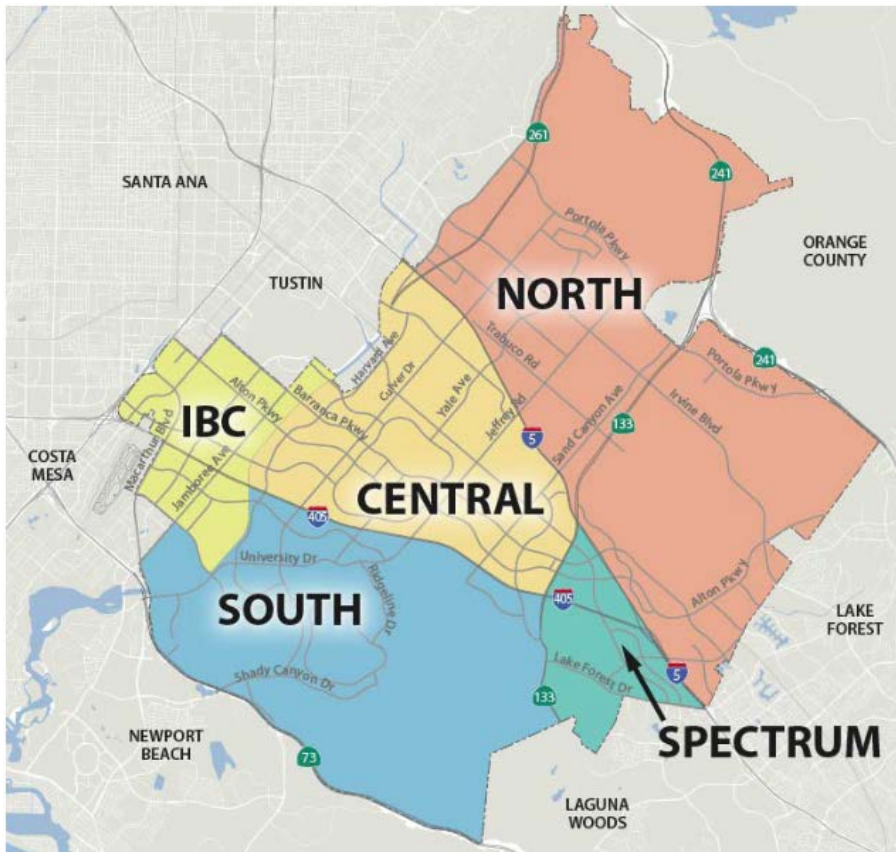 261
241
SANTA ANA
Portola Pkwy
ORANGE
COUNTY
TUSTIN
NORTH
Harvard Ave
Trabuco Rd
Culver Dr
Portola Pkwy
241
Alton Pkwy
Barranca Pkwy
Yale Ave
Sand Canyon Ave
Irvine Blvd
IBC
Jeffrey Rd
133
5
Macarthur Blvd
COSTA
MESA
Jamboree Ave
CENTRAL
405
University Dr
Ridgeline Dr
405
Alton Pkwy
SOUTH
LAKE
FOREST
Lake Forest Dr
5
Shady Canyon Dr
133
NEWPORT
BEACH
SPECTRUM
73
LAGUNA
WOODS